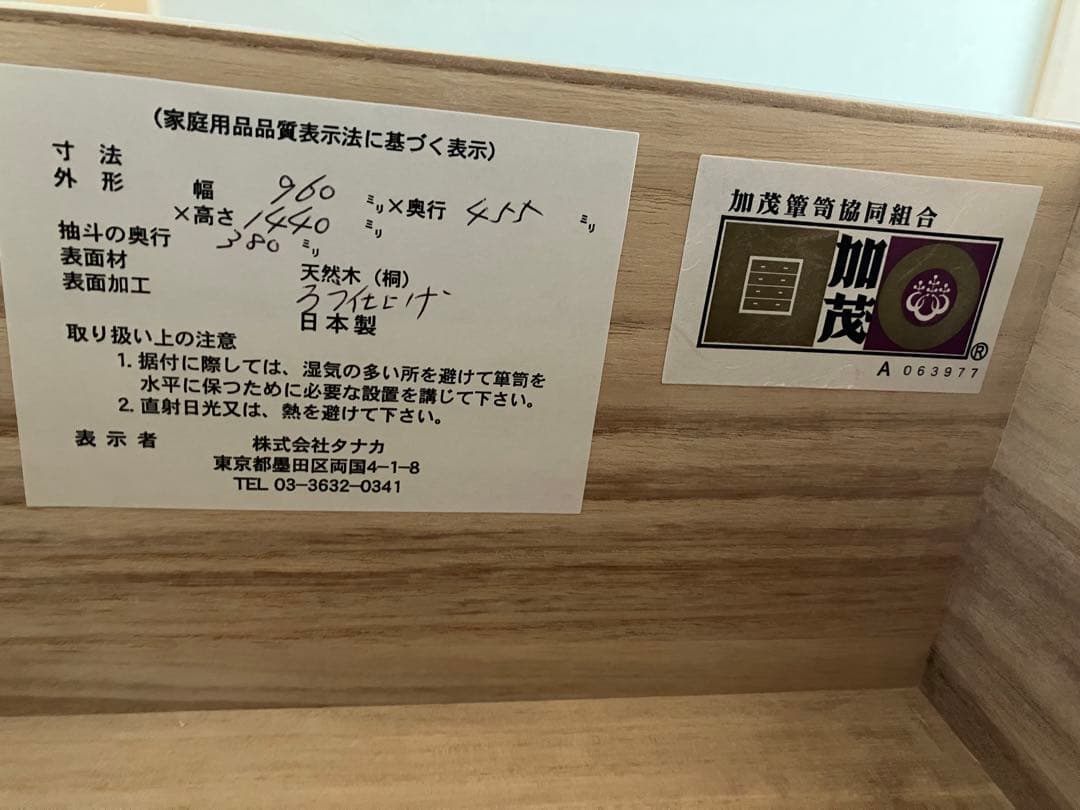 （家庭用品品質表示法に基づく表示）
寸 法
外 形 幅 960 ミリ×奥行 455 ミリ
×高さ 1440 ミリ
抽斗の奥行 380 ミリ
表面材 天然木（桐）
表面加工 ろう仕上げ
日本製
取り扱い上の注意
1. 据付に際しては、湿気の多い所を避けて箪笥を
水平に保つために必要な設置を講じて下さい。
2. 直射日光又は、熱を避けて下さい。
表 示 者 株式会社タナカ
東京都墨田区両国4−1−8
TEL 03−3632−0341
加茂簞笥協同組合
加茂
®
A 063977